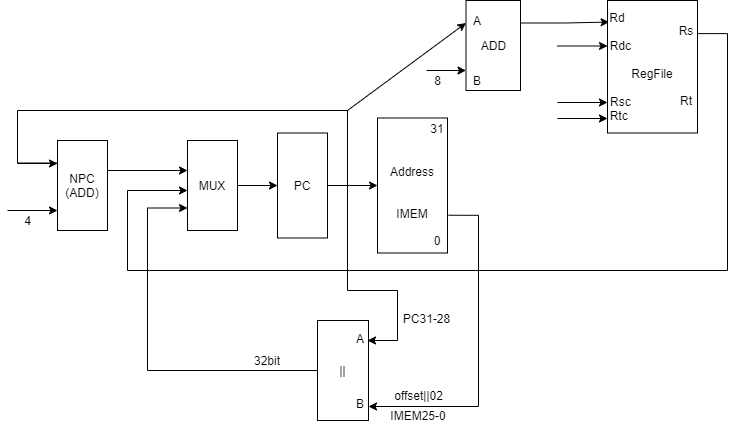 A
ADD
B
8
Rd
Rs
Rdc
RegFile
Rsc
Rt
Rtc
31
NPC
(ADD)
4
MUX
PC
Address
IMEM
0
PC31-28
A
||
B
32bit
offset||02
IMEM25-0